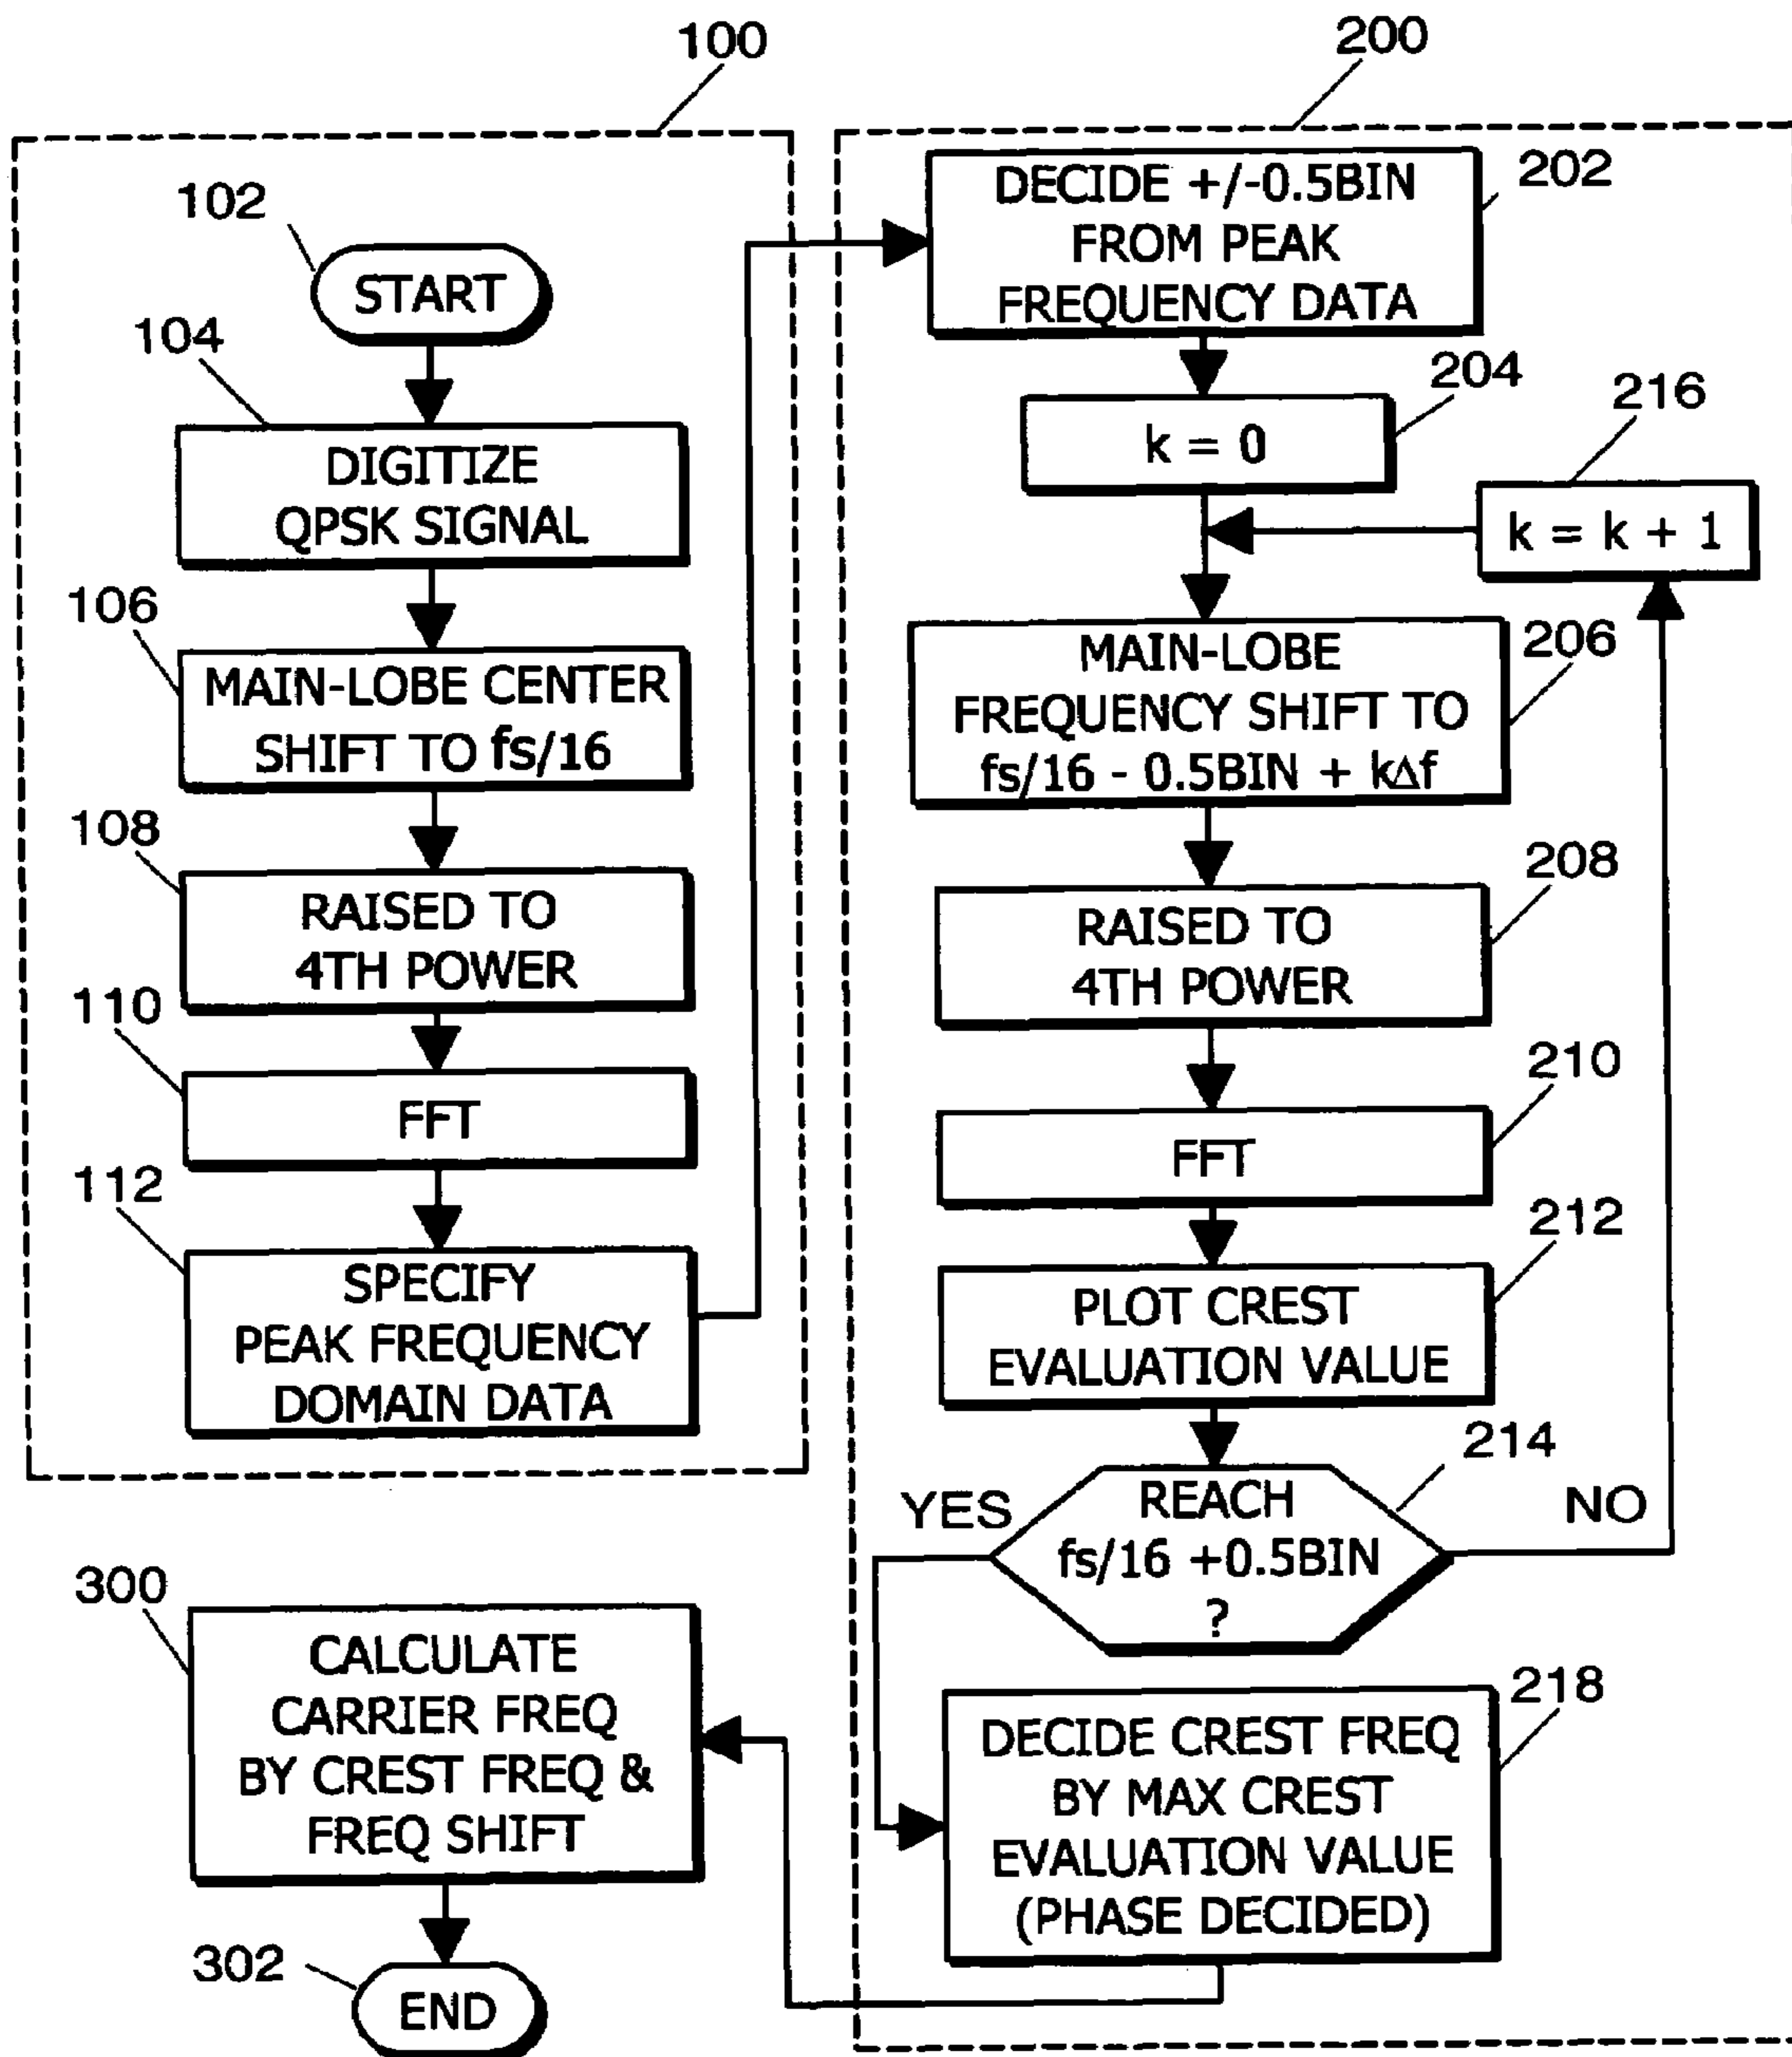 100
102
START
104
DIGITIZE
QPSK SIGNAL
106
MAIN-LOBE CENTER
SHIFT TO fs/16
108
RAISED TO
4TH POWER
110
FFT
112
SPECIFY
PEAK FREQUENCY
DOMAIN DATA
200
202
DECIDE +/-0.5BIN
FROM PEAK
FREQUENCY DATA
204
k = 0
216
k = k + 1
206
MAIN-LOBE
FREQUENCY SHIFT TO
fs/16 - 0.5BIN + kΔf
208
RAISED TO
4TH POWER
210
FFT
212
PLOT CREST
EVALUATION VALUE
214
YES
REACH
fs/16 +0.5BIN
?
NO
218
DECIDE CREST FREQ
BY MAX CREST
EVALUATION VALUE
(PHASE DECIDED)
300
CALCULATE
CARRIER FREQ
BY CREST FREQ &
FREQ SHIFT
302
END